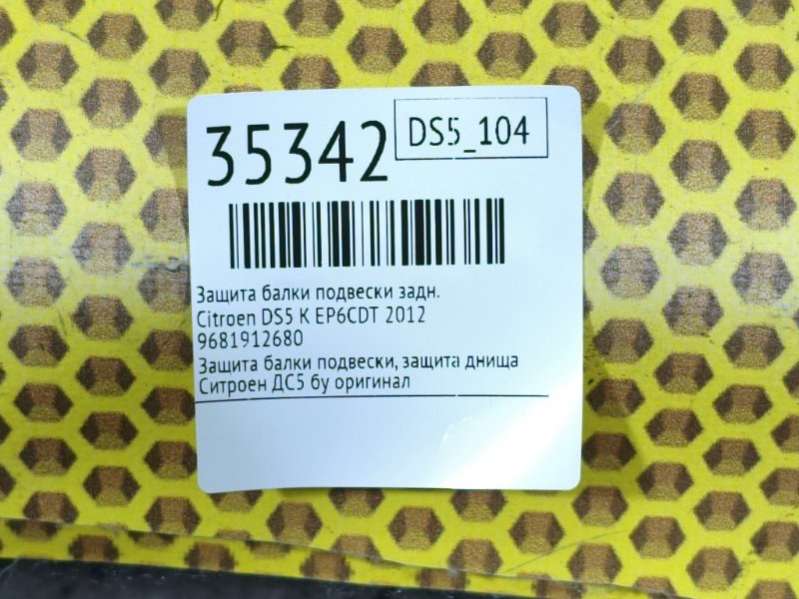 35342
DS5_104
Защита балки подвески задн.
Citroen DS5 K EP6CDT 2012
9681912680
Защита балки подвески, защита днища
Ситроен ДС5 бу оригинал